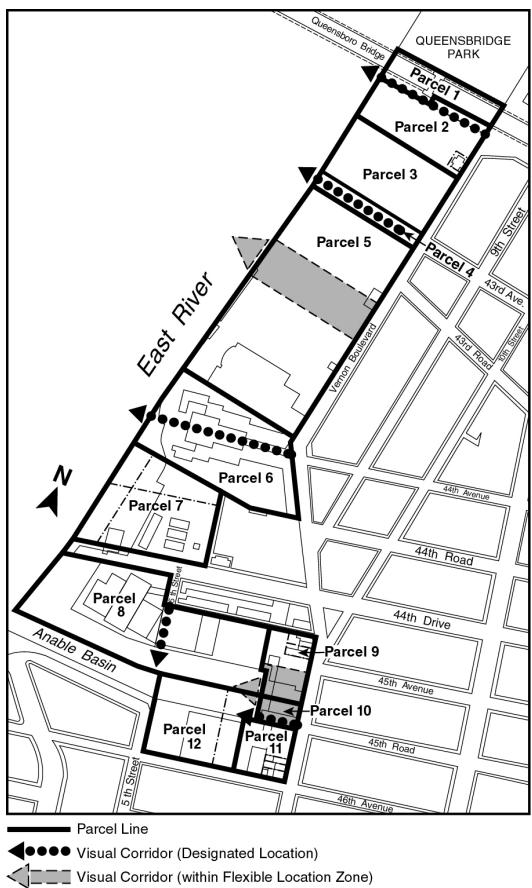 Queensboro Bridge
QUEENSBRIDGE
PARK
Parcel 1
Parcel 2
Parcel 3
9th Street
Parcel 5
Parcel 4
43rd Ave.
East River
10th Street
43rd Road
Vernon Boulevard
Parcel 6
44th Avenue
N
Parcel 7
44th Road
5th Street
Parcel
8
44th Drive
Anable Basin
Parcel 9
45th Avenue
Parcel 10
Parcel
12
Parcel
11
45th Road
5th Street
46th Avenue
Parcel Line
Visual Corridor (Designated Location)
Visual Corridor (within Flexible Location Zone)